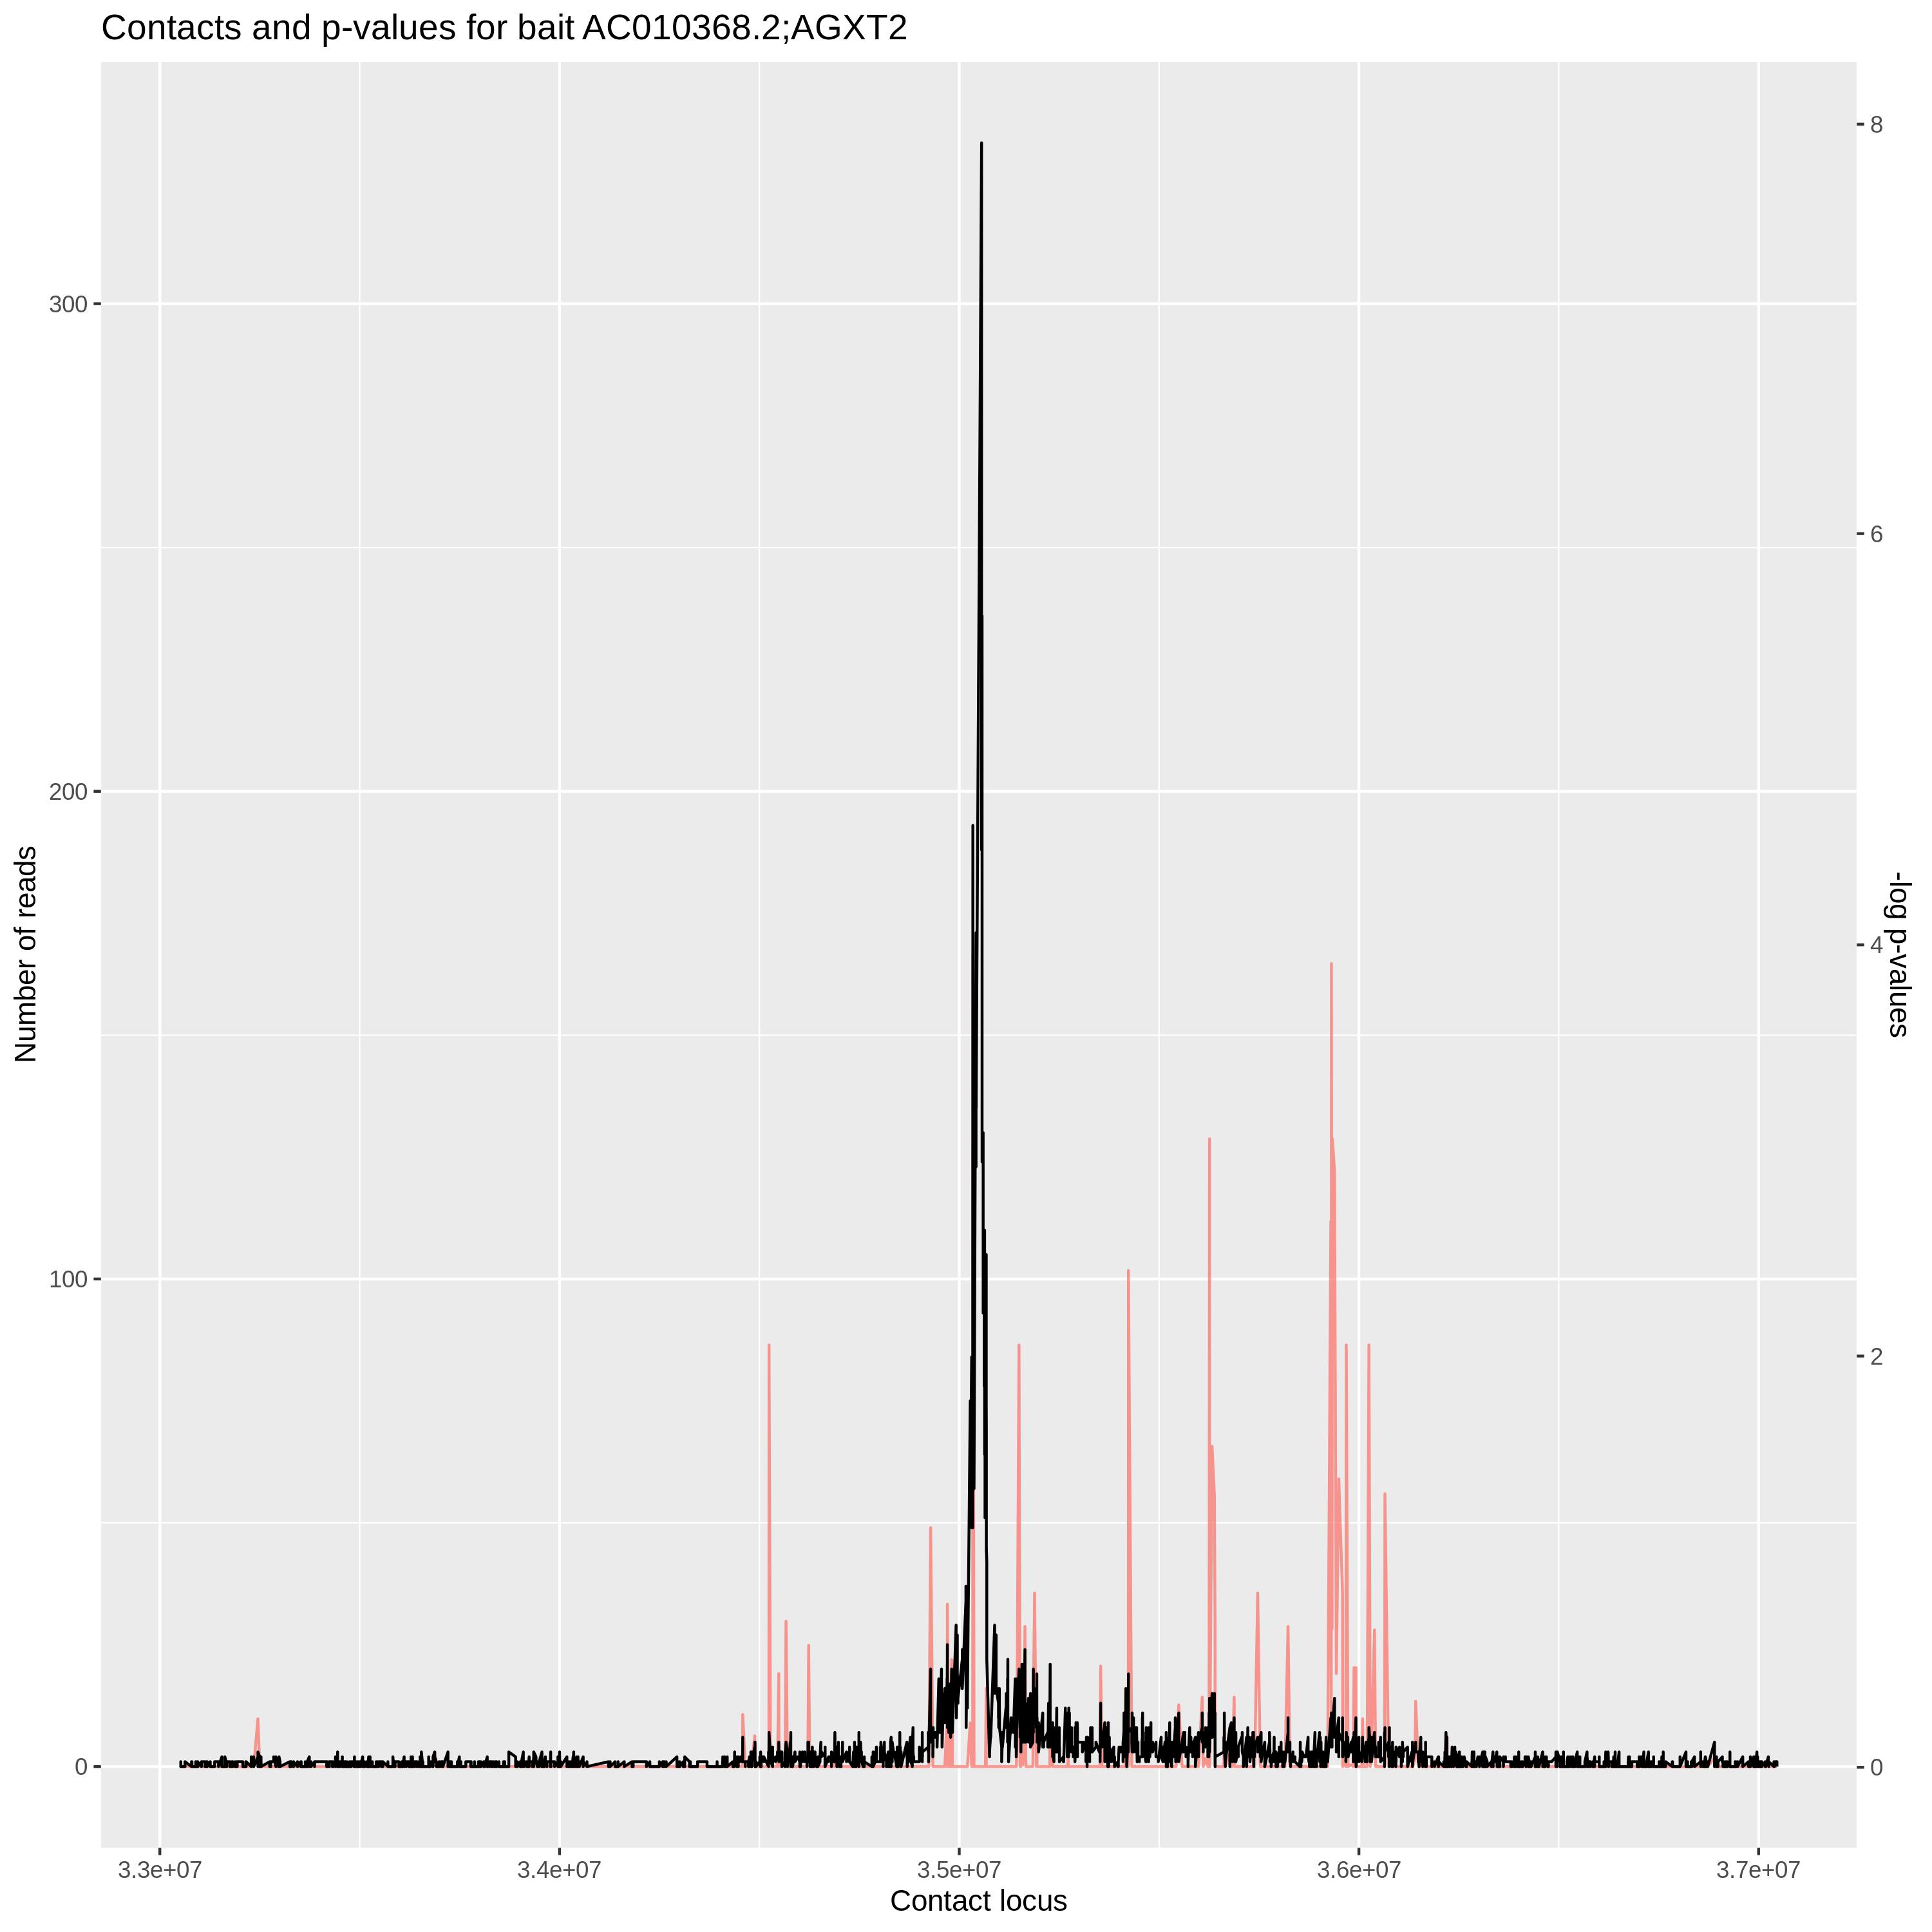 Contacts and p-values for bait AC010368.2;AGXT2
Number of reads
300
200
100
0
8
6
4
2
0
-log p-values
3.3e+07
3.4e+07
3.5e+07
3.6e+07
3.7e+07
Contact locus